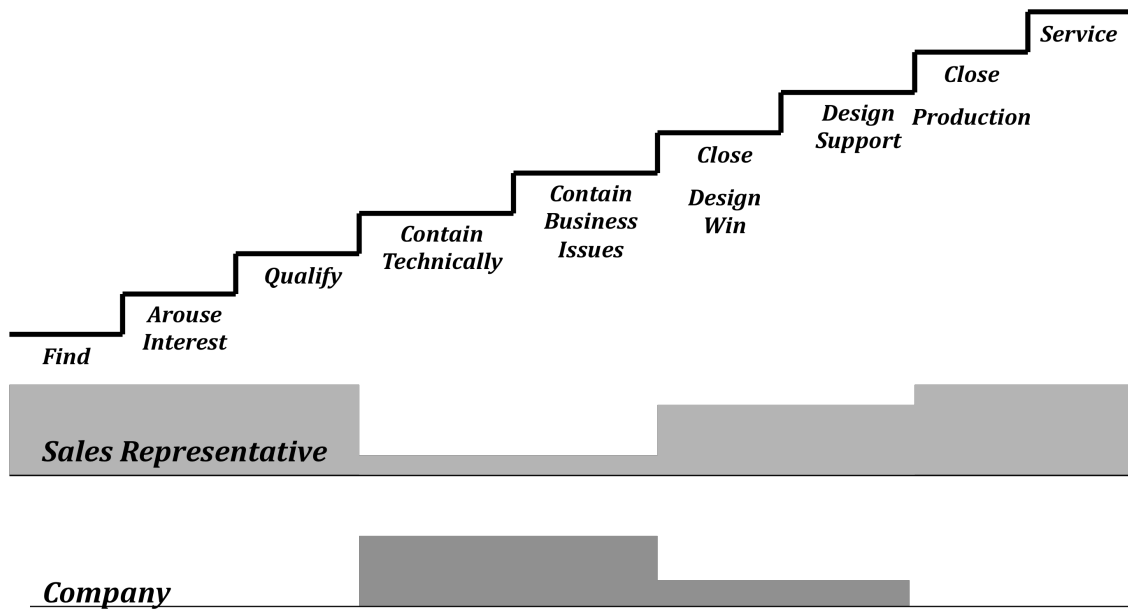 Find
Arouse
Interest
Qualify
Contain
Technically
Contain
Business
Issues
Close
Design
Win
Design
Support
Close
Production
Service
Sales Representative
Company